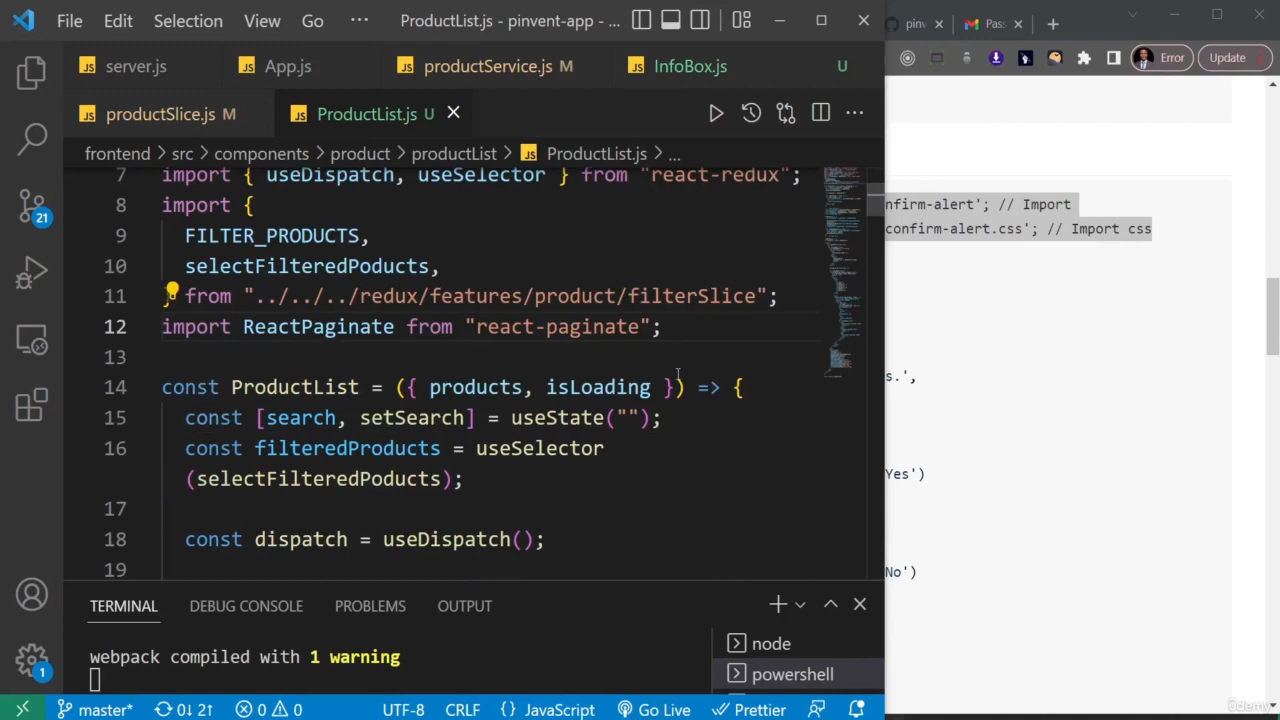 File Edit Selection View Go ··· ProductList.js - pinvent-app - ...
pinv × Pass × +
Error Update
server.js App.js productService.js M InfoBox.js U
productSlice.js M ProductList.js U ×
frontend > src > components > product > productList > ProductList.js > ...
7 import { useDispatch, useSelector } from "react-redux";
8 import {
9 FILTER_PRODUCTS,
10 selectFilteredPoducts,
11 } from "../../../redux/features/product/filterSlice";
12 import ReactPaginate from "react-paginate";
13
14 const ProductList = ({ products, isLoading }) => {
15 const [search, setSearch] = useState("");
16 const filteredProducts = useSelector
(selectFilteredPoducts);
17
18 const dispatch = useDispatch();
19
nfirm-alert'; // Import
confirm-alert.css'; // Import css
s.',
Yes')
No')
21
1
TERMINAL DEBUG CONSOLE PROBLEMS OUTPUT
webpack compiled with 1 warning
node
powershell
master* 0↓ 2↑ 0 0 UTF-8 CRLF {} JavaScript Go Live Prettier
ûdemy